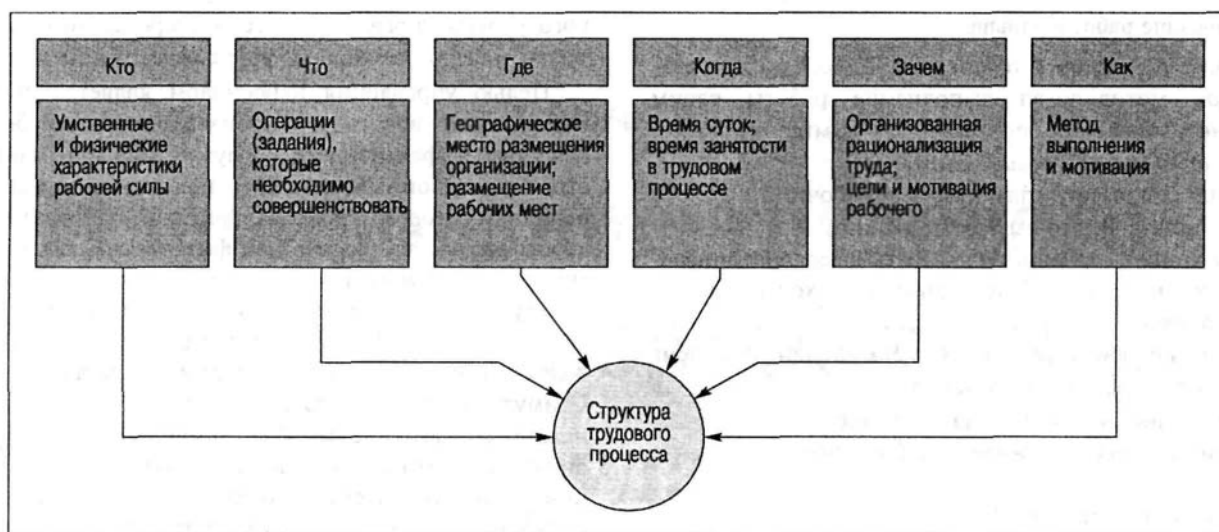 Кто
Умственные
и физические
характеристики
рабочей силы
Что
Операции
(задания),
которые
необходимо
совершенствовать
Где
Географическое
место размещения
организации;
размещение
рабочих мест
Когда
Время суток;
время занятости
в трудовом
процессе
Зачем
Организованная
рационализация
труда;
цели и мотивация
рабочего
Как
Метод
выполнения
и мотивация
Структура
трудового
процесса